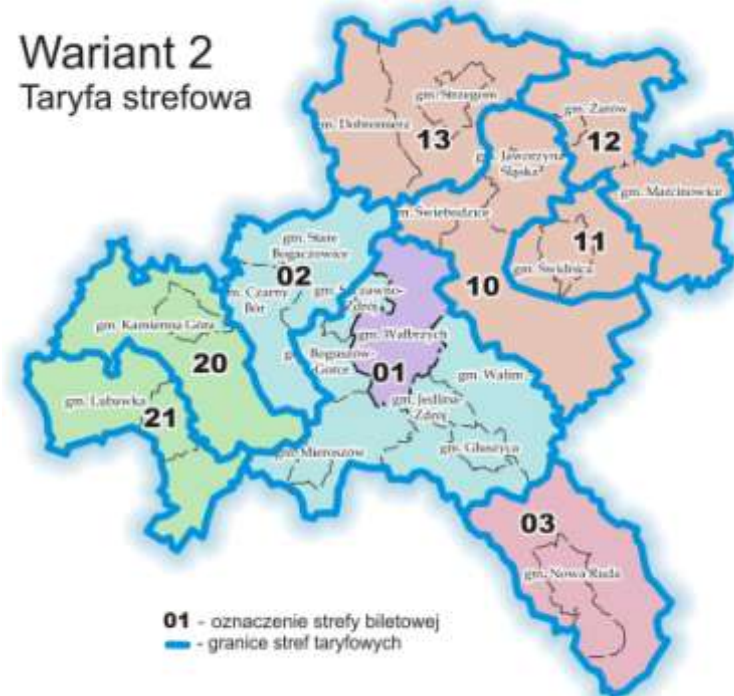 Wariant 2
Taryfa strefowa
gm. Strzegom
m. Dobromierz
13
gm. Żarów
12
gm. Jaworzyna
Śląska
gm. Marcinowice
m. Świebodzice
11
gm. Świdnica
10
gm. Stare
Bogaczowice
02
m. Czarny
Bór
gm. Szczawno-
Zdrój
gm. Wałbrzych
Boguszów-
Gorce
01
gm. Walim
gm. Jedlina-
Zdrój
gm. Głuszyca
gm. Mieroszów
gm. Kamienna Góra
20
gm. Lubawka
21
03
gm. Nowa Ruda
01 - oznaczenie strefy biletowej
- granice stref taryfowych